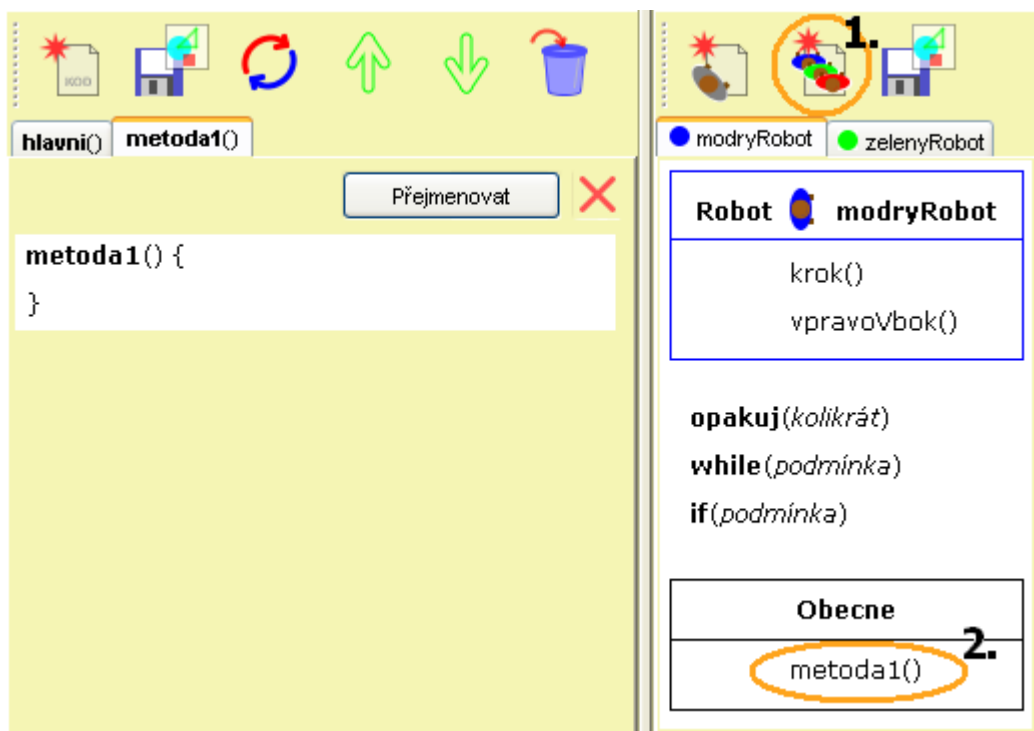 KOD
1.
hlavni() metoda1()
modryRobot zelenyRobot
Přejmenovat
metoda1() {
}
Robot modryRobot
krok()
vpravoVbok()
opakuj(kolikrát)
while(podmínka)
if(podmínka)
Obecne
2.
metoda1()